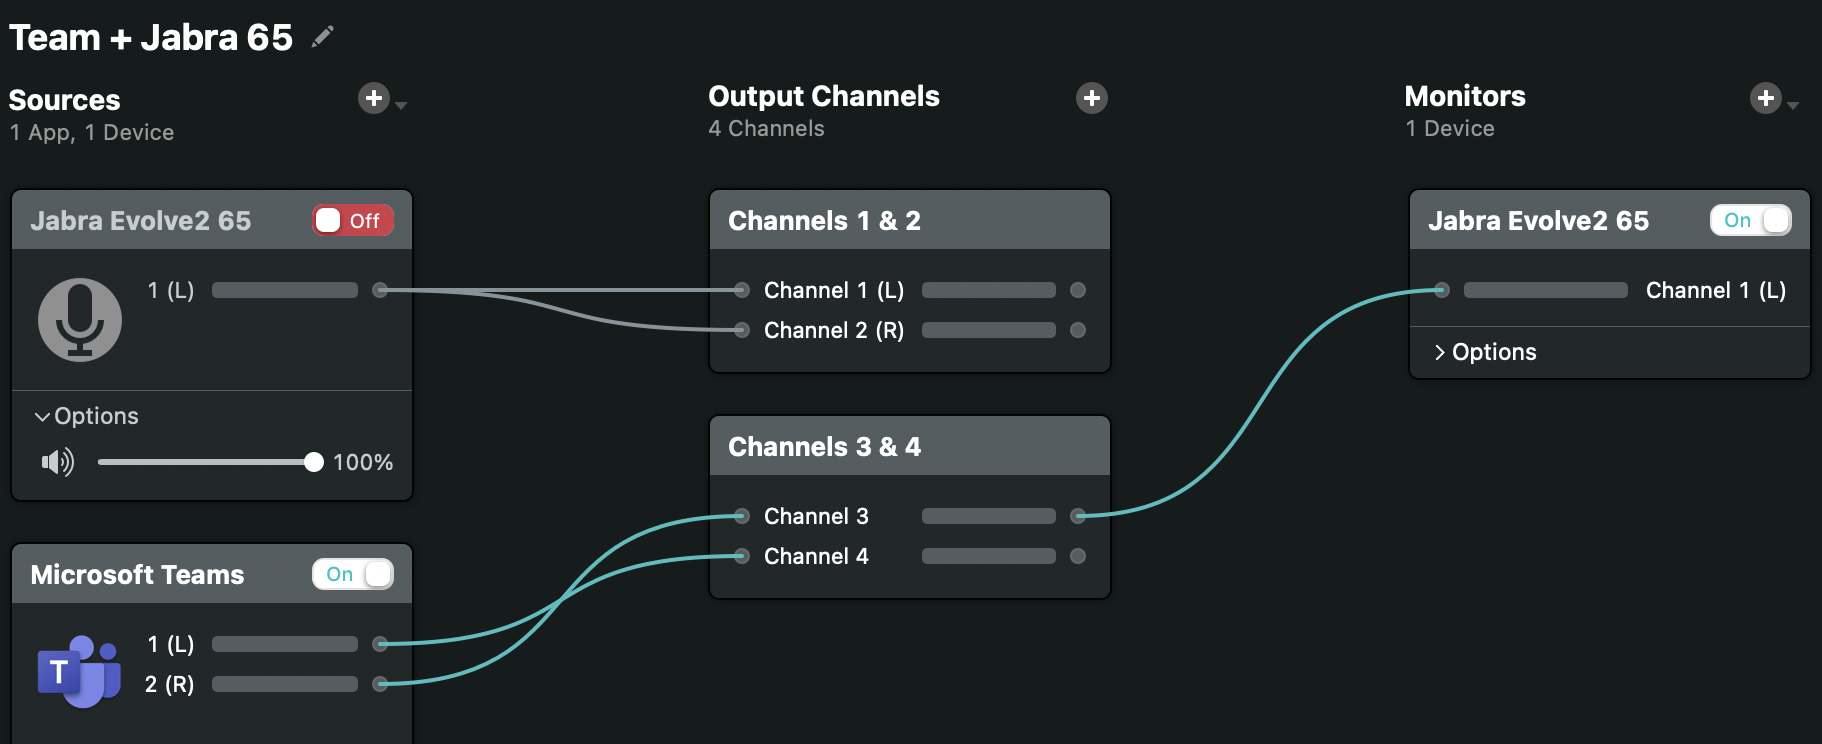 Team + Jabra 65
Sources
1 App, 1 Device
Output Channels
4 Channels
Monitors
1 Device
Jabra Evolve2 65
Off
1 (L)
Options
100%
Microsoft Teams
On
T
1 (L)
2 (R)
Channels 1 & 2
Channel 1 (L)
Channel 2 (R)
Channels 3 & 4
Channel 3
Channel 4
Jabra Evolve2 65
On
Channel 1 (L)
Options